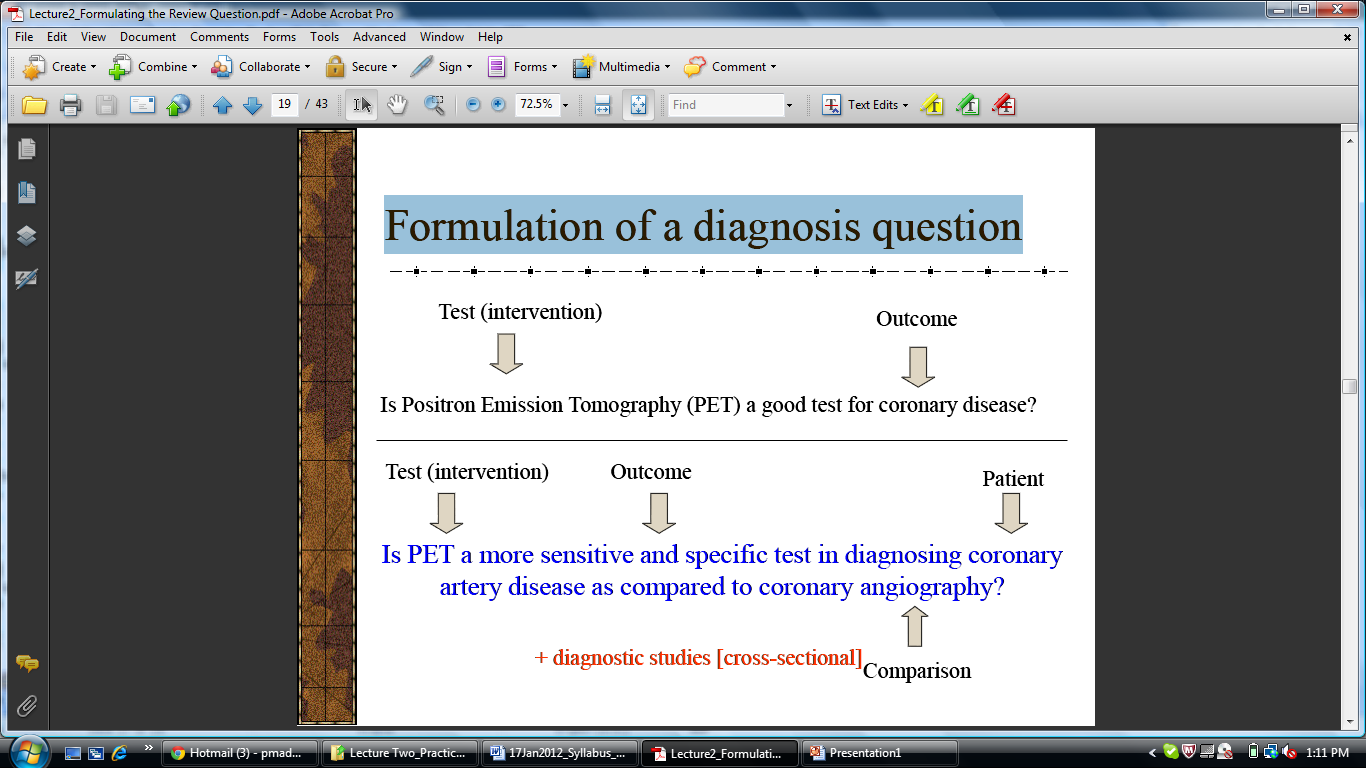 Lecture2_Formulating the Review Question.pdf - Adobe Acrobat Pro
File Edit View Document Comments Forms Tools Advanced Window Help
Create Combine Collaborate Secure Sign Forms Multimedia Comment
19 / 43 72.5% Find Text Edits
Formulation of a diagnosis question
Test (intervention) Outcome
Is Positron Emission Tomography (PET) a good test for coronary disease?
Test (intervention) Outcome Patient
Is PET a more sensitive and specific test in diagnosing coronary
artery disease as compared to coronary angiography?
+ diagnostic studies [cross-sectional]
Comparison
Hotmail (3) - pmad... Lecture Two_Practic... 17Jan2012_Syllabus_... Lecture2_Formulati... Presentation1 1:11 PM